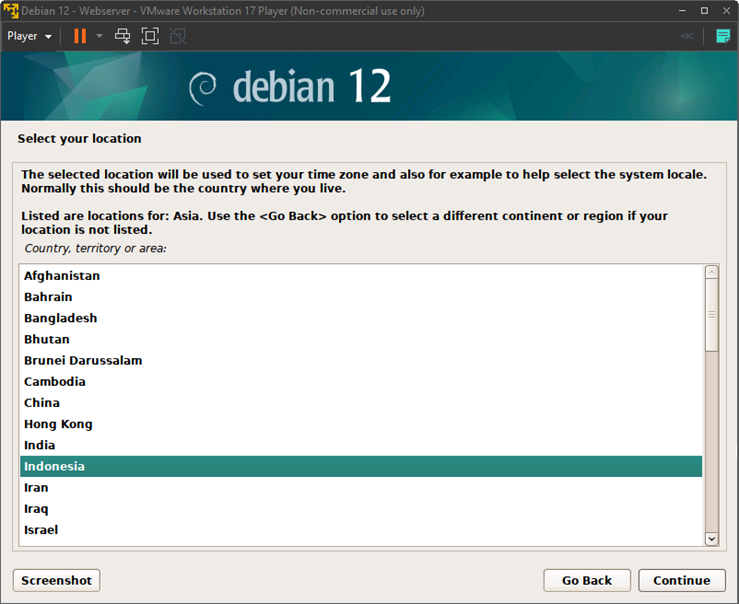 Debian 12 - Webserver - VMware Workstation 17 Player (Non-commercial use only)
Player
debian 12
Select your location
The selected location will be used to set your time zone and also for example to help select the system locale.
Normally this should be the country where you live.
Listed are locations for: Asia. Use the <Go Back> option to select a different continent or region if your
location is not listed.
Country, territory or area:
Afghanistan
Bahrain
Bangladesh
Bhutan
Brunei Darussalam
Cambodia
China
Hong Kong
India
Indonesia
Iran
Iraq
Israel
Screenshot
Go Back
Continue